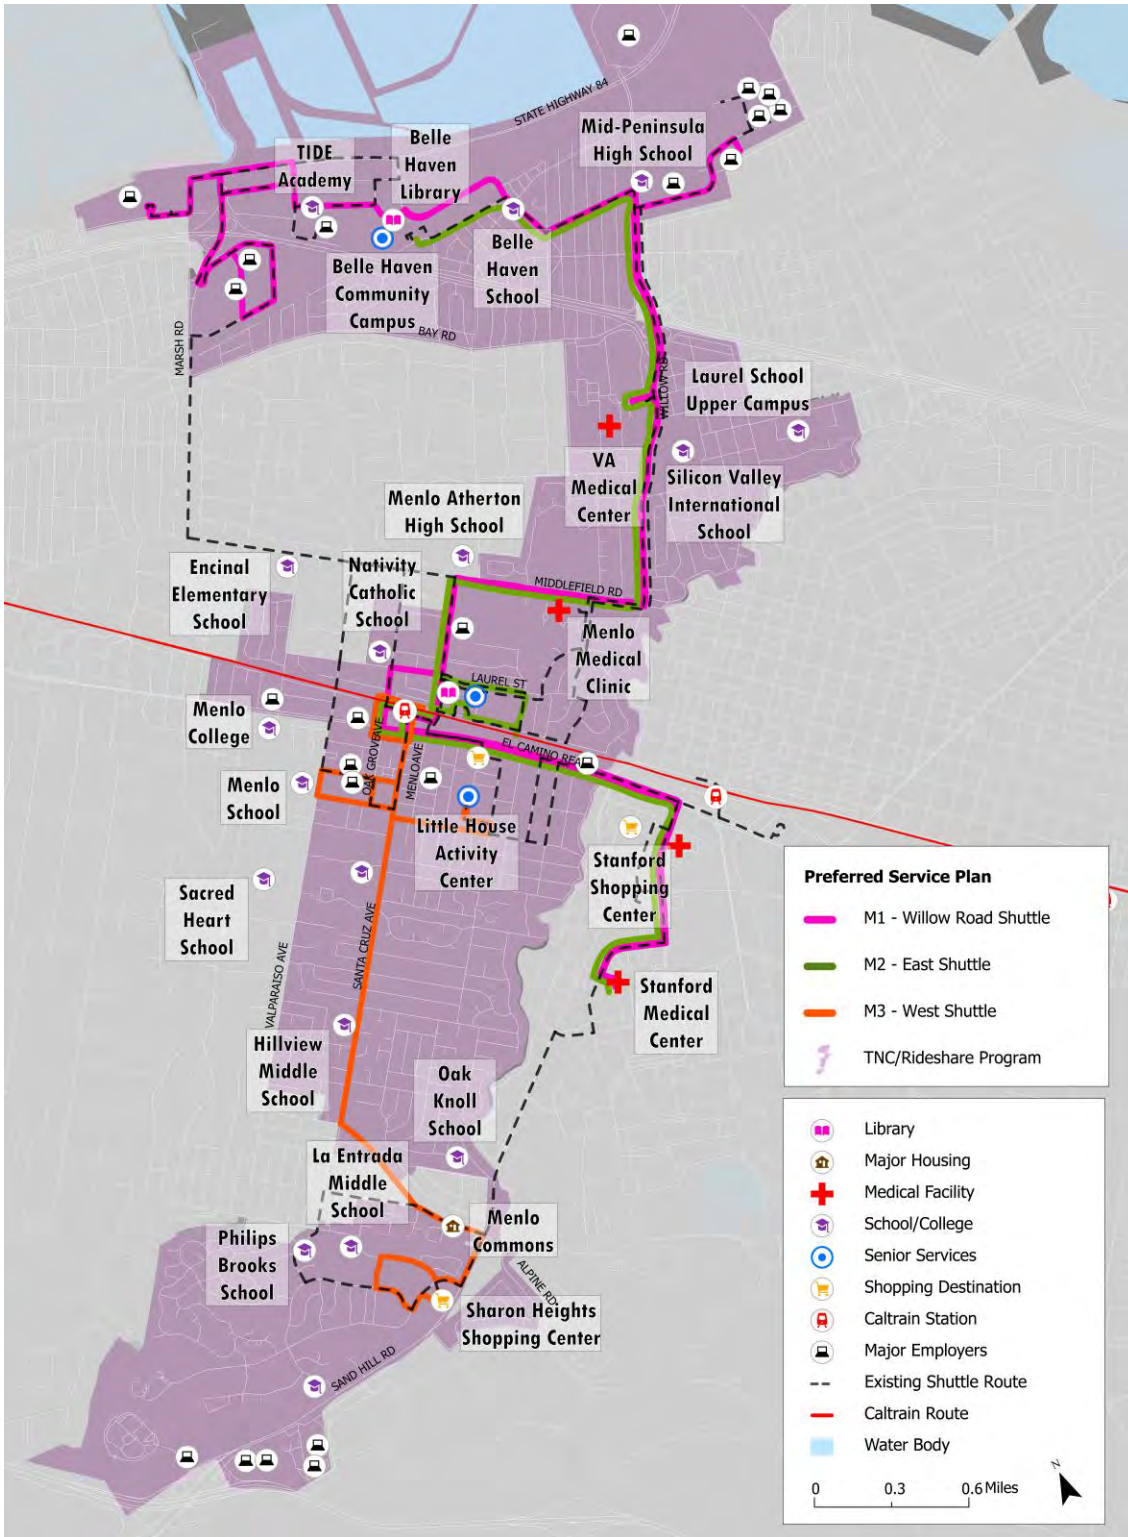 STATE HIGHWAY 84
Mid-Peninsula
High School
Belle
Haven
Library
TIDE
Academy
Belle Haven
Community
Campus
Belle
Haven
School
BAY RD
MARSH RD
WILLOW RD
Laurel School
Upper Campus
VA
Medical
Center
Silicon Valley
International
School
Menlo Atherton
High School
Encinal
Elementary
School
Nativity
Catholic
School
MIDDLEFIELD RD
Menlo
Medical
Clinic
LAUREL ST
Menlo
College
OAK GROVE AVE
MENLO AVE
EL CAMINO REAL
Menlo
School
Little House
Activity
Center
Stanford
Shopping
Center
Sacred
Heart
School
SANTA CRUZ AVE
VALPARAISO AVE
Stanford
Medical
Center
Hillview
Middle
School
Oak
Knoll
School
La Entrada
Middle
School
Menlo
Commons
Philips
Brooks
School
ALPINE RD
Sharon Heights
Shopping Center
SAND HILL RD
Preferred Service Plan
M1 - Willow Road Shuttle
M2 - East Shuttle
M3 - West Shuttle
TNC/Rideshare Program
Library
Major Housing
Medical Facility
School/College
Senior Services
Shopping Destination
Caltrain Station
Major Employers
Existing Shuttle Route
Caltrain Route
Water Body
N
0 0.3 0.6 Miles